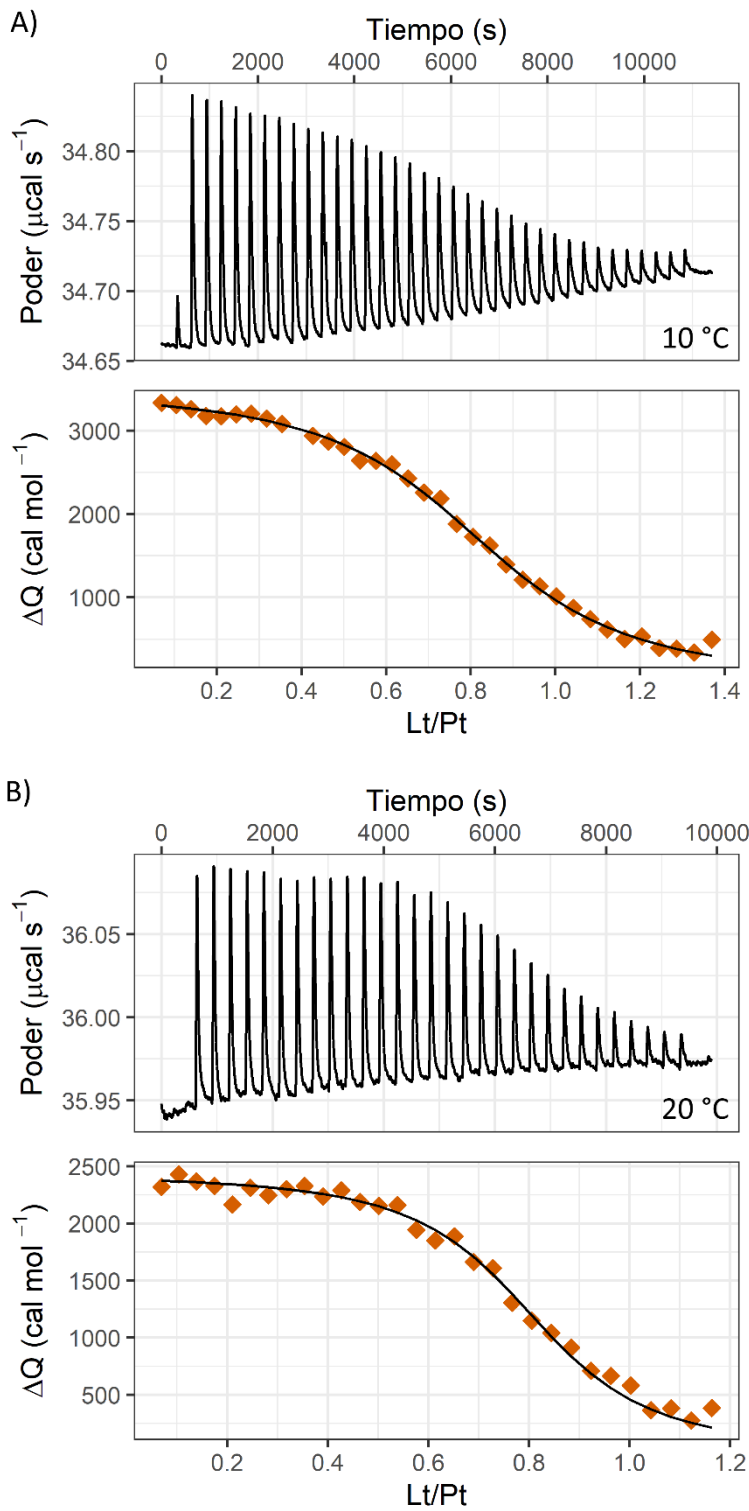 A)
Tiempo (s)
0 2000 4000 6000 8000 10000
Poder (μcal s⁻¹)
34.80
34.75
34.70
34.65
10 °C
ΔQ (cal mol ⁻¹)
3000
2000
1000
0.2 0.4 0.6 0.8 1.0 1.2 1.4
Lt/Pt
B)
Tiempo (s)
0 2000 4000 6000 8000 10000
Poder (μcal s⁻¹)
36.05
36.00
35.95
20 °C
ΔQ (cal mol ⁻¹)
2500
2000
1500
1000
500
0.2 0.4 0.6 0.8 1.0 1.2
Lt/Pt